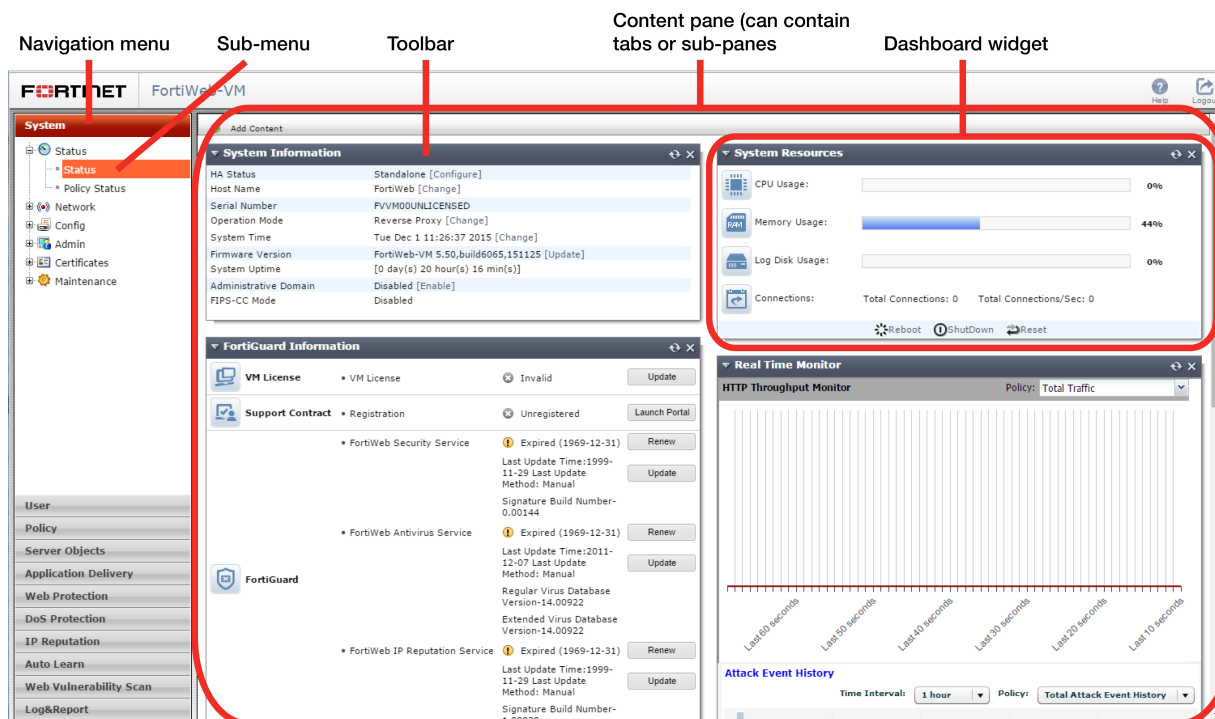 Content pane (can contain
tabs or sub-panes
Navigation menu
Sub-menu
Toolbar
Dashboard widget
FORTINET
FortiWeb-VM
Help
Logou
System
Status
Status
Policy Status
Network
Config
Admin
Certificates
Maintenance
User
Policy
Server Objects
Application Delivery
Web Protection
DoS Protection
IP Reputation
Auto Learn
Web Vulnerability Scan
Log&Report
Add Content
System Information
HA Status Standalone [Configure]
Host Name FortiWeb [Change]
Serial Number FVVM00UNLICENSED
Operation Mode Reverse Proxy [Change]
System Time Tue Dec 1 11:26:37 2015 [Change]
Firmware Version FortiWeb-VM 5.50,build6065,151125 [Update]
System Uptime [0 day(s) 20 hour(s) 16 min(s)]
Administrative Domain Disabled [Enable]
FIPS-CC Mode Disabled
FortiGuard Information
VM License • VM License Invalid Update
Support Contract • Registration Unregistered Launch Portal
FortiGuard
• FortiWeb Security Service Expired (1969-12-31) Renew
Last Update Time:1999-
11-29 Last Update
Method: Manual
Update
Signature Build Number-
0.00144
• FortiWeb Antivirus Service Expired (1969-12-31) Renew
Last Update Time:2011-
12-07 Last Update
Method: Manual
Update
Regular Virus Database
Version-14.00922
Extended Virus Database
Version-14.00922
• FortiWeb IP Reputation Service Expired (1969-12-31) Renew
Last Update Time:1999-
11-29 Last Update
Method: Manual
Update
Signature Build Number-
System Resources
CPU Usage: 0%
RAM
Memory Usage: 44%
Log Disk Usage: 0%
Connections: Total Connections: 0 Total Connections/Sec: 0
Reboot ShutDown Reset
Real Time Monitor
HTTP Throughput Monitor Policy: Total Traffic
Last 60 seconds
Last 50 seconds
Last 40 seconds
Last 30 seconds
Last 20 seconds
Last 10 seconds
Attack Event History
Time Interval: 1 hour Policy: Total Attack Event History